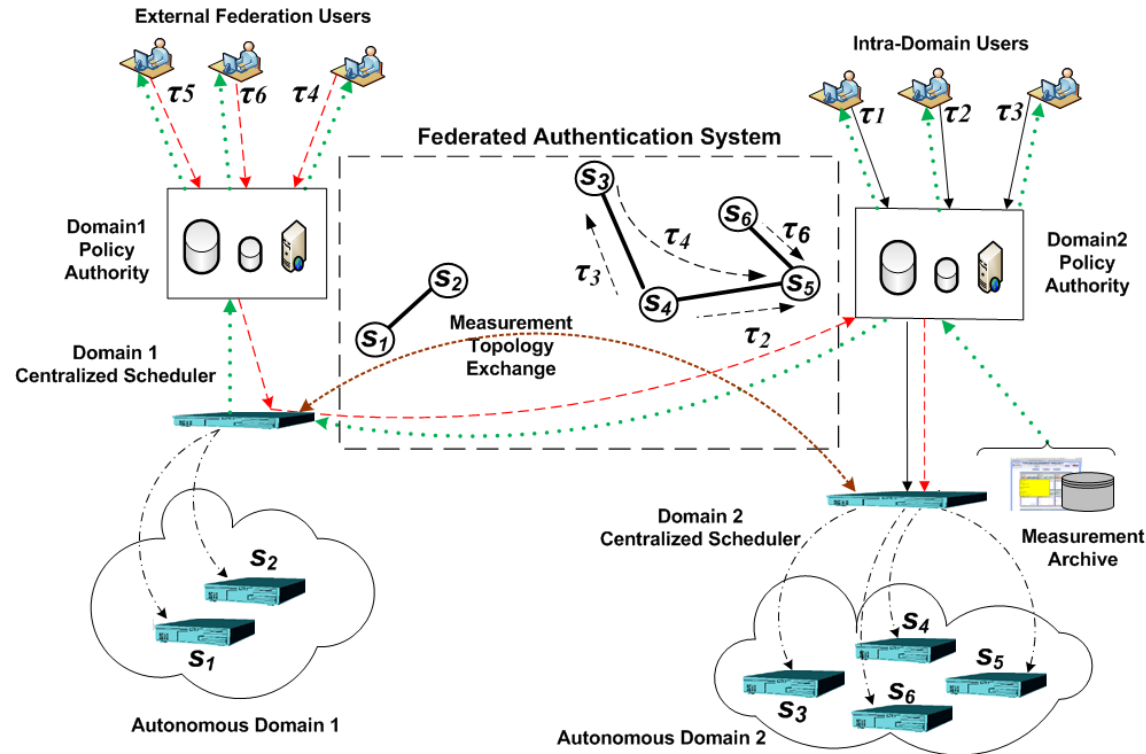 External Federation Users
Intra-Domain Users
τ5
τ6
τ4
τ1
τ2
τ3
Federated Authentication System
Domain1
Policy
Authority
S3
S6
τ4
τ6
τ3
S2
S4
S5
S1
τ2
Measurement
Topology
Exchange
Domain2
Policy
Authority
Domain 1
Centralized Scheduler
Domain 2
Centralized Scheduler
Measurement
Archive
S2
S1
S4
S5
S3
S6
Autonomous Domain 1
Autonomous Domain 2